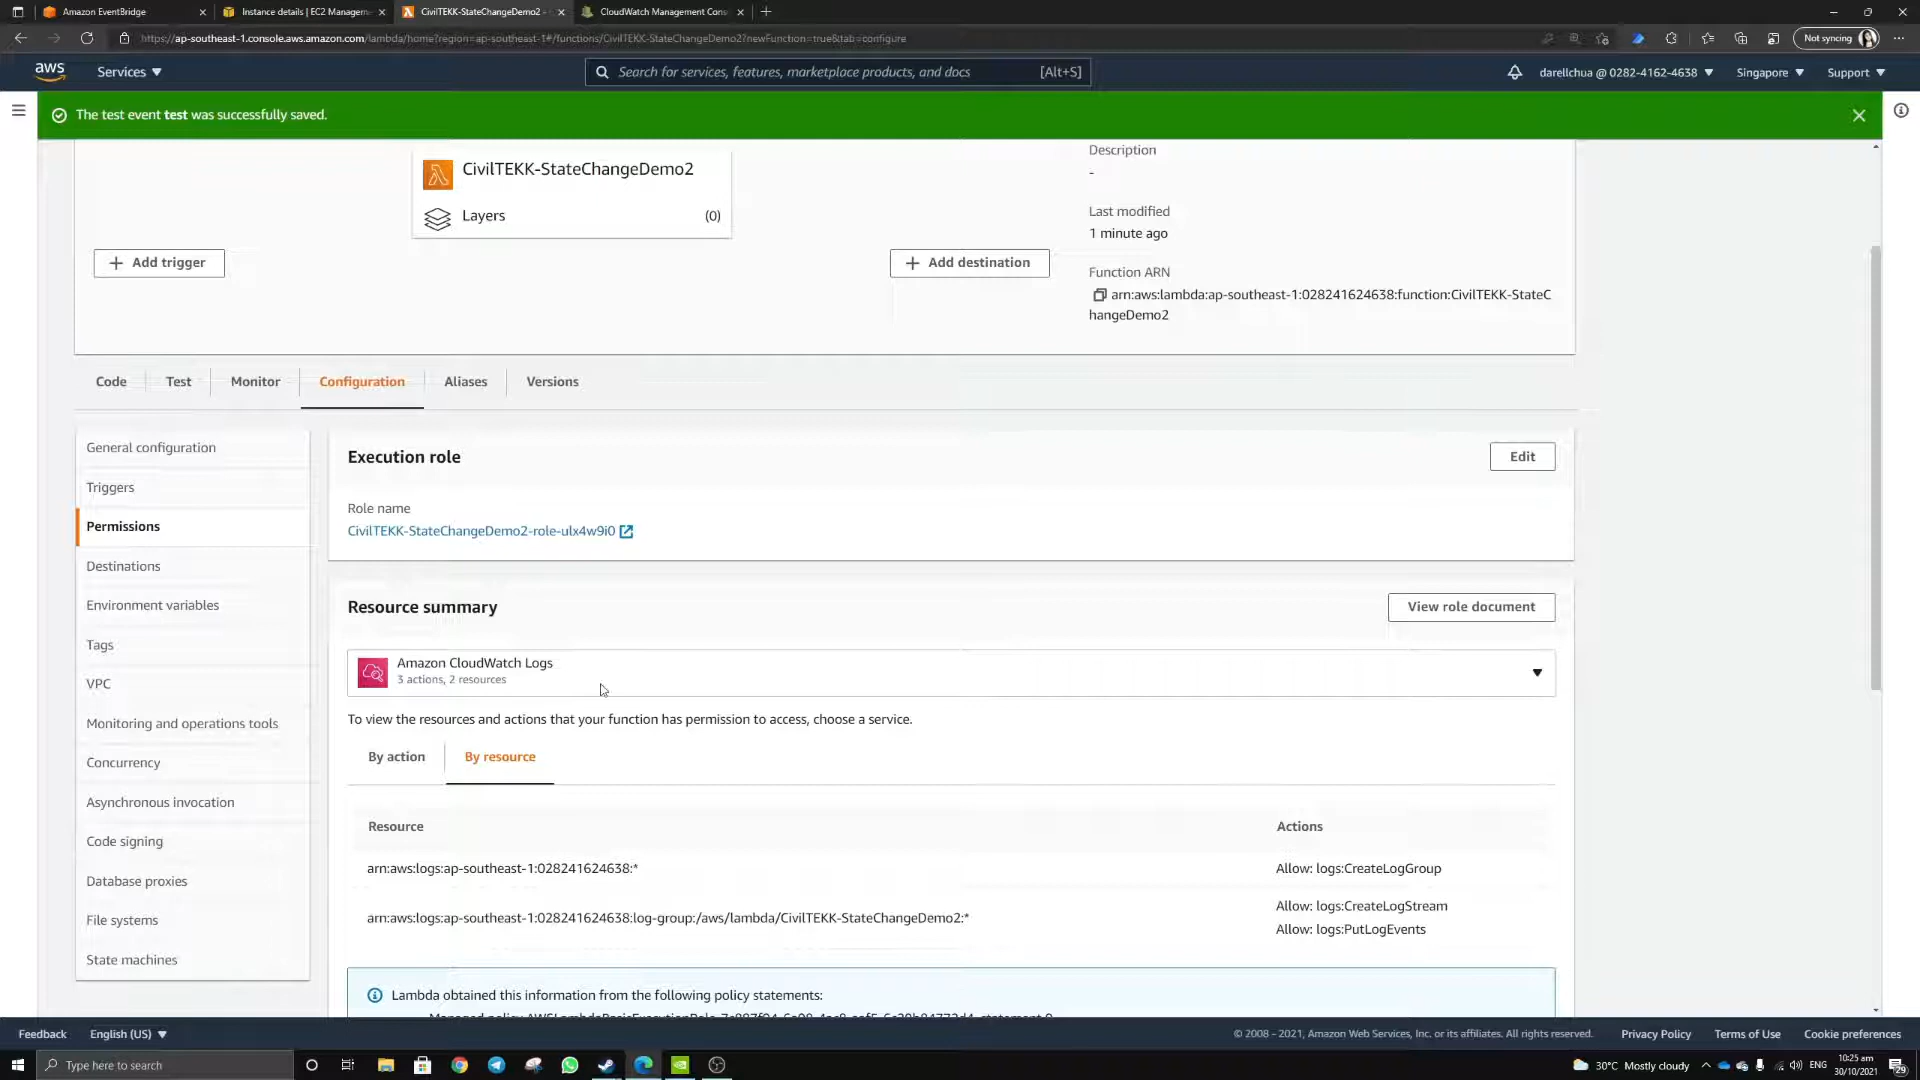 Amazon EventBridge
Instance details | EC2 Managem
CivilTEKK-StateChangeDemo2 -
CloudWatch Management Cons
https://ap-southeast-1.console.aws.amazon.com/lambda/home?region=ap-southeast-1#/functions/CivilTEKK-StateChangeDemo2?newFunction=true&tab=configure
Not syncing
aws
Services
Search for services, features, marketplace products, and docs
[Alt+S]
darellchua @ 0282-4162-4638
Singapore
Support
The test event test was successfully saved.
CivilTEKK-StateChangeDemo2
Layers
(0)
Add trigger
Add destination
Description
-
Last modified
1 minute ago
Function ARN
arn:aws:lambda:ap-southeast-1:028241624638:function:CivilTEKK-StateC
hangeDemo2
Code
Test
Monitor
Configuration
Aliases
Versions
General configuration
Triggers
Permissions
Destinations
Environment variables
Tags
VPC
Monitoring and operations tools
Concurrency
Asynchronous invocation
Code signing
Database proxies
File systems
State machines
Execution role
Edit
Role name
CivilTEKK-StateChangeDemo2-role-ulx4w9i0
Resource summary
View role document
Amazon CloudWatch Logs
3 actions, 2 resources
To view the resources and actions that your function has permission to access, choose a service.
By action
By resource
Resource
Actions
arn:aws:logs:ap-southeast-1:028241624638:*
Allow: logs:CreateLogGroup
arn:aws:logs:ap-southeast-1:028241624638:log-group:/aws/lambda/CivilTEKK-StateChangeDemo2:*
Allow: logs:CreateLogStream
Allow: logs:PutLogEvents
Lambda obtained this information from the following policy statements:
Feedback
English (US)
© 2008 - 2021, Amazon Web Services, Inc. or its affiliates. All rights reserved.
Privacy Policy
Terms of Use
Cookie preferences
Type here to search
30°C Mostly cloudy
ENG
10:25 am
30/10/2021
29